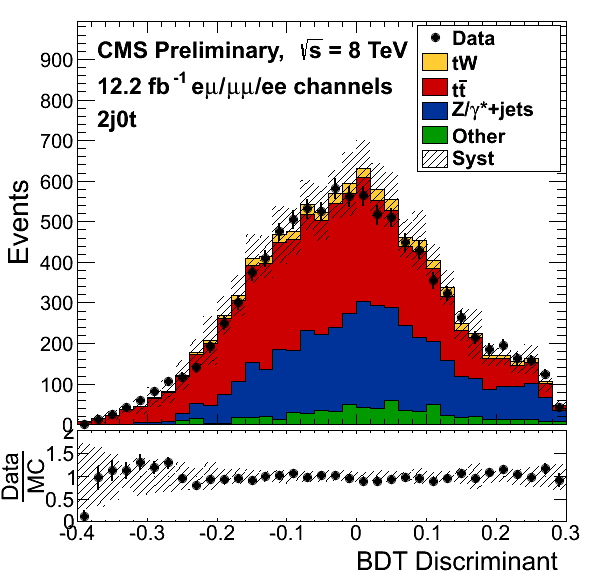 CMS Preliminary, √s = 8 TeV
12.2 fb⁻¹ eμ/μμ/ee channels
2j0t
Data
tW
tt̄
Z/γ*+jets
Other
Syst
Events
900
800
700
600
500
400
300
200
100
0
Data
MC
2
1.5
1
0.5
0
-0.4 -0.3 -0.2 -0.1 0 0.1 0.2 0.3
BDT Discriminant